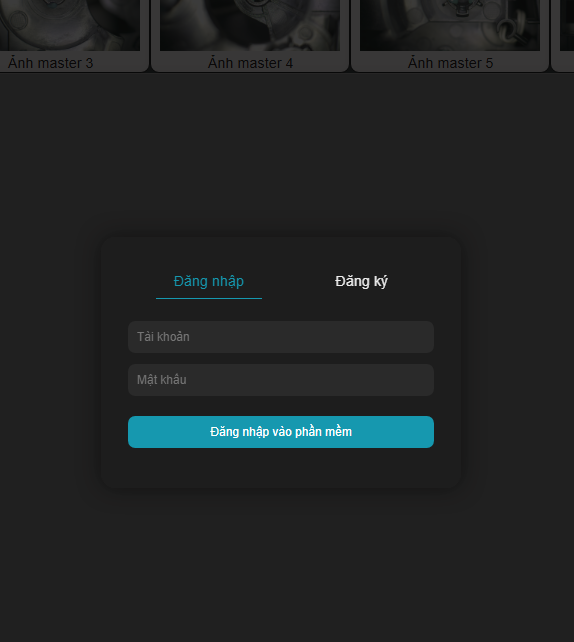 Ảnh master 3
Ảnh master 4
Ảnh master 5
Đăng nhập
Đăng ký
Tài khoản
Mật khẩu
Đăng nhập vào phần mềm